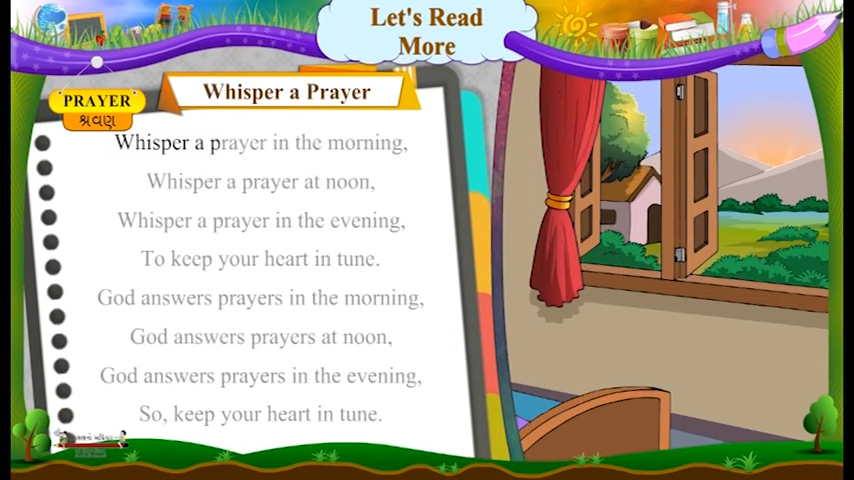 Let's Read
More
PRAYER
શ્રવણ
Whisper a Prayer
Whisper a prayer in the morning,
Whisper a prayer at noon,
Whisper a prayer in the evening,
To keep your heart in tune.
God answers prayers in the morning,
God answers prayers at noon,
God answers prayers in the evening,
So, keep your heart in tune.